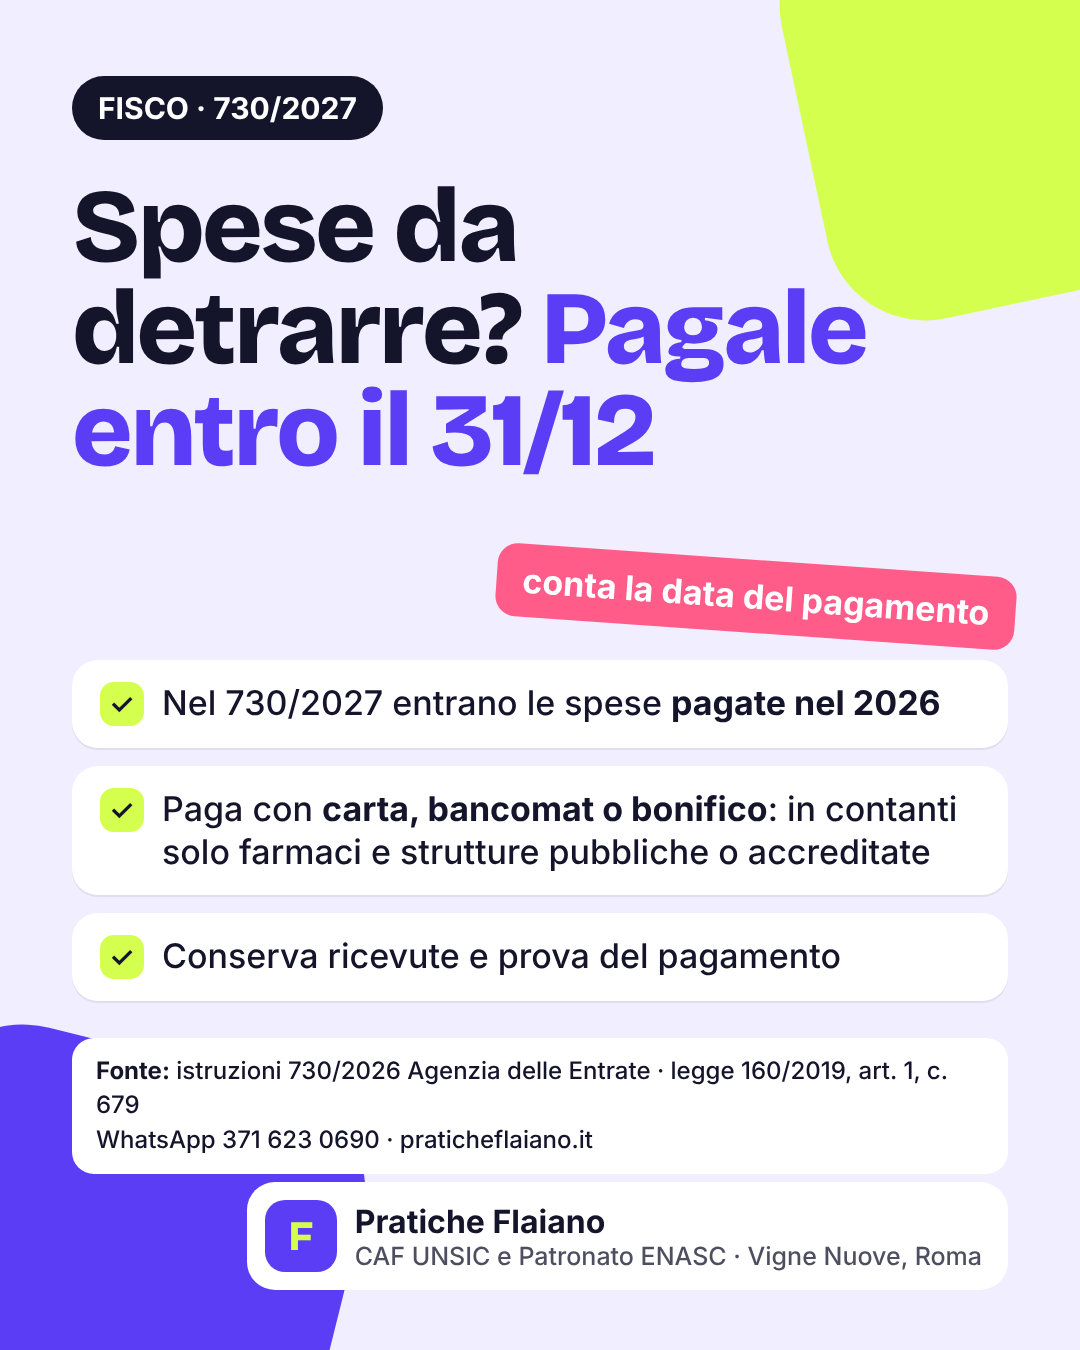 FISCO · 730/2027
Spese da
detrarre? Pagale
entro il 31/12
conta la data del pagamento
Nel 730/2027 entrano le spese pagate nel 2026
Paga con carta, bancomat o bonifico: in contanti
solo farmaci e strutture pubbliche o accreditate
Conserva ricevute e prova del pagamento
Fonte: istruzioni 730/2026 Agenzia delle Entrate · legge 160/2019, art. 1, c.
679
WhatsApp 371 623 0690 · praticheflaiano.it
F
Pratiche Flaiano
CAF UNSIC e Patronato ENASC · Vigne Nuove, Roma